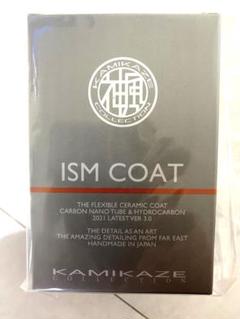 KAMIKAZE
COLLECTION
ISM COAT
THE FLEXIBLE CERAMIC COAT
CARBON NANO TUBE & HYDROCARBON
2021 LATEST VER 3.0
THE DETAIL AS AN ART
THE AMAZING DETAILING FROM FAR EAST
HANDMADE IN JAPAN
KAMIKAZE
COLLECTION